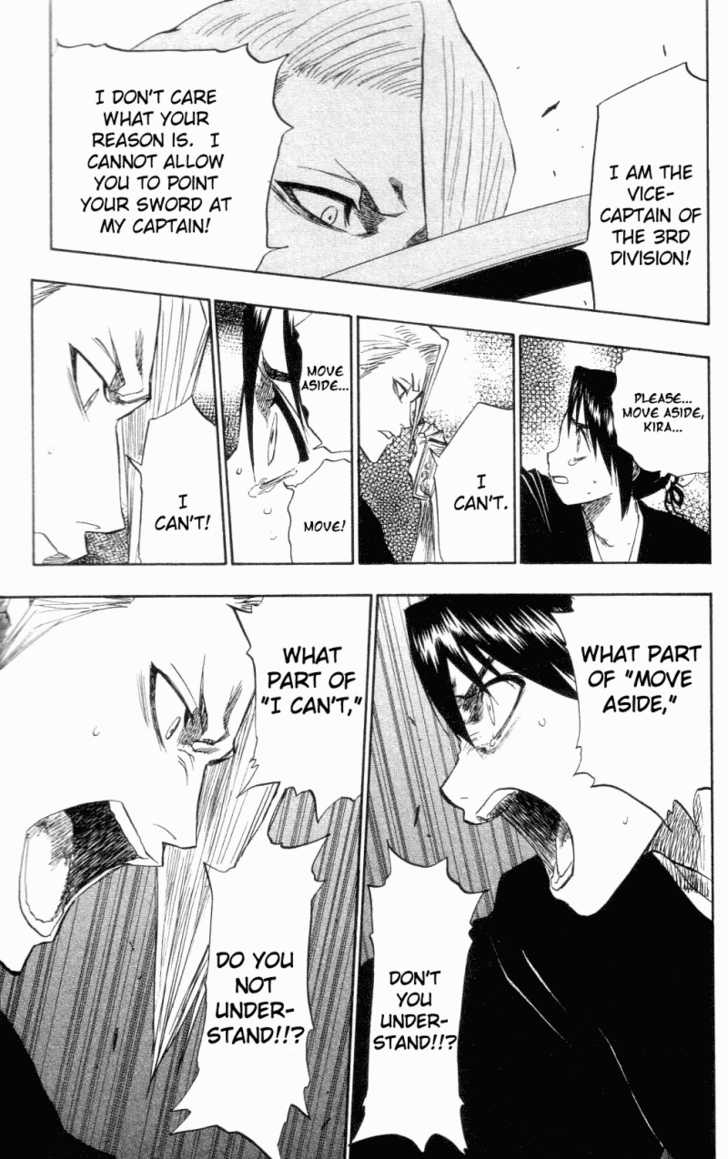 I AM THE
VICE-
CAPTAIN OF
THE 3RD
DIVISION!
I DON'T CARE
WHAT YOUR
REASON IS. I
CANNOT ALLOW
YOU TO POINT
YOUR SWORD AT
MY CAPTAIN!
PLEASE...
MOVE ASIDE,
KIRA...
I
CAN'T.
MOVE
ASIDE...
MOVE!
I
CAN'T!
WHAT PART
OF "MOVE
ASIDE,"
DON'T
YOU
UNDER-
STAND!!?
WHAT
PART OF
"I CAN'T,"
DO YOU
NOT
UNDER-
STAND!!?